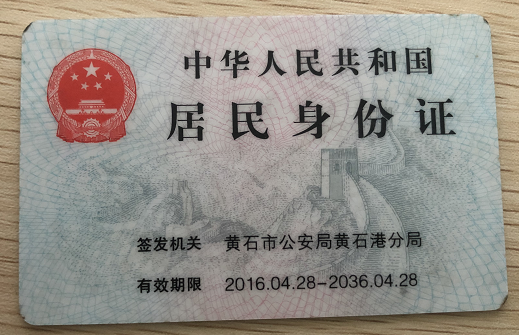 中华人民共和国
居民身份证
签发机关 黄石市公安局黄石港分局
有效期限 2016.04.28-2036.04.28